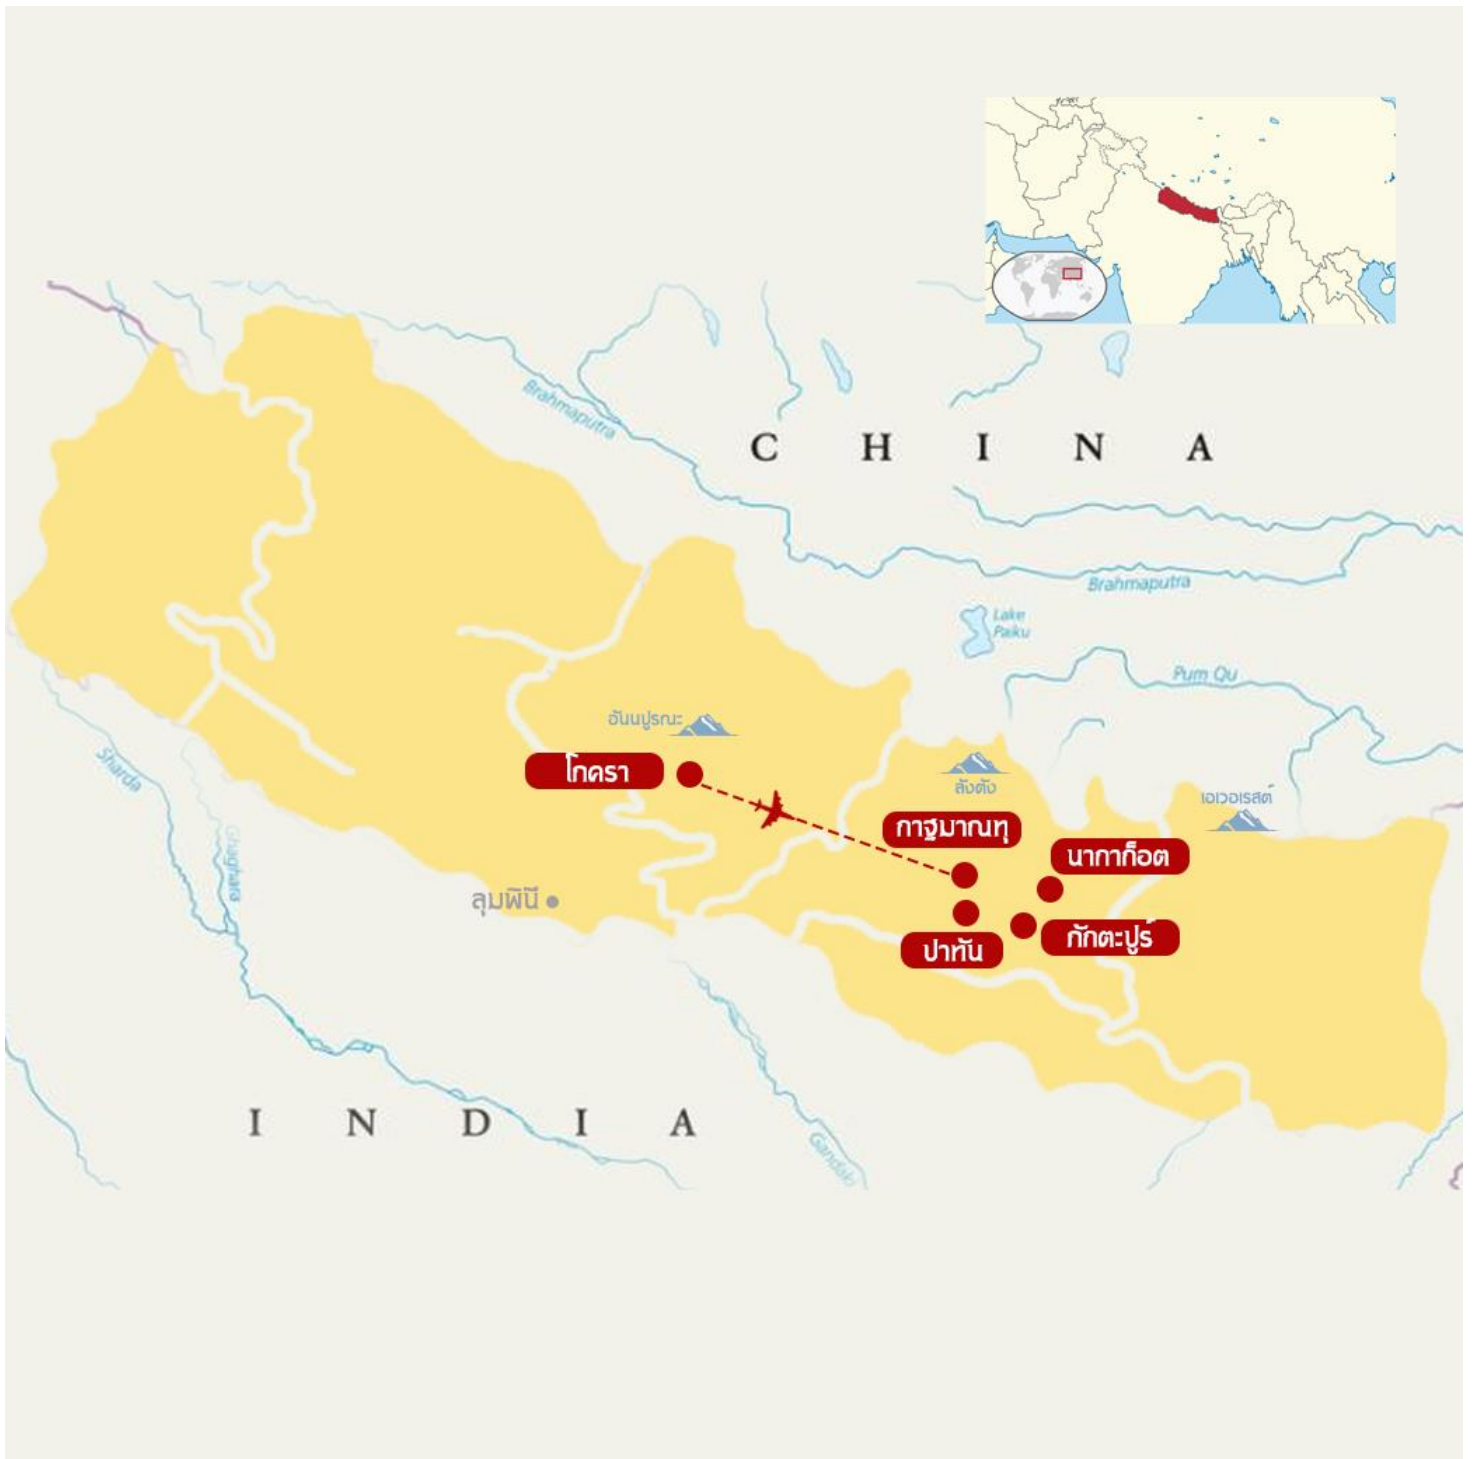 Brahmaputra
C H I N A
Brahmaputra
Lake
Paiku
Pum Qu
อันนปูรณะ
โภครา
ลังตัง
เอเวอเรสต์
Sharda
กาฐมาณฑุ
นากาก็อต
Ghaghara
ลุมพินี
ปาทัน
ภักตะปูร์
I N D I A
Gandaki